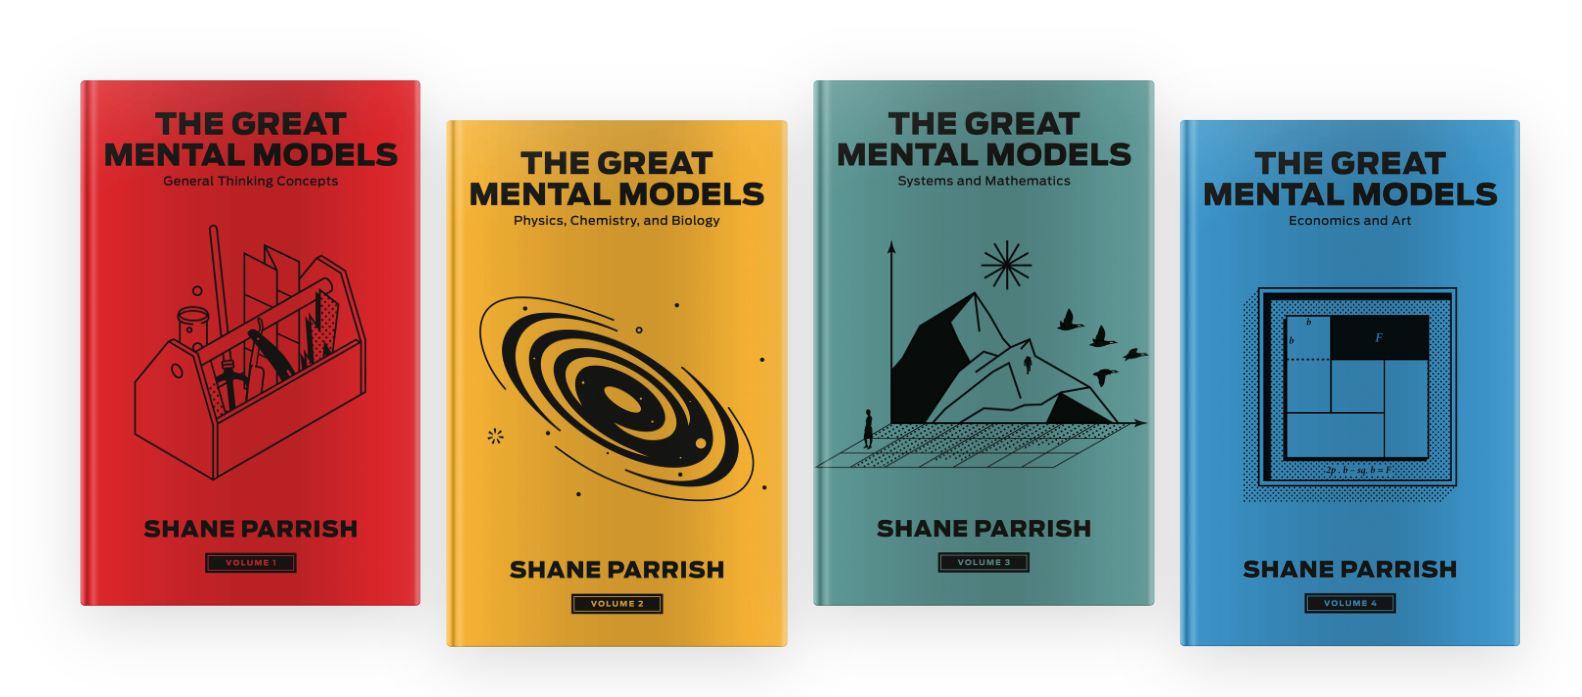 THE GREAT
MENTAL MODELS
General Thinking Concepts
SHANE PARRISH
VOLUME 1
THE GREAT
MENTAL MODELS
Physics, Chemistry, and Biology
SHANE PARRISH
VOLUME 2
THE GREAT
MENTAL MODELS
Systems and Mathematics
SHANE PARRISH
VOLUME 3
THE GREAT
MENTAL MODELS
Economics and Art
b
b
F
2p . b – sq. b = F
SHANE PARRISH
VOLUME 4